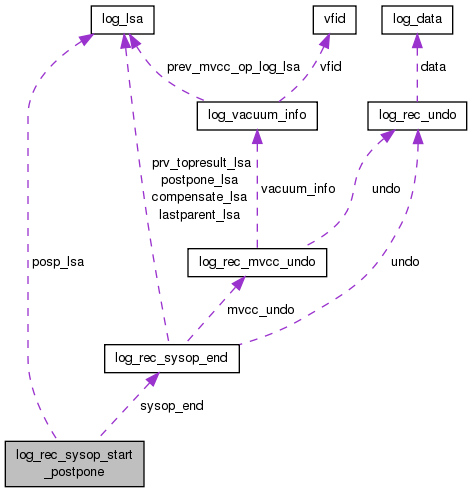 log_lsa
vfid
log_data
prev_mvcc_op_log_lsa
vfid
data
log_vacuum_info
log_rec_undo
prv_topresult_lsa
postpone_lsa
compensate_lsa
lastparent_lsa
vacuum_info
undo
posp_lsa
log_rec_mvcc_undo
undo
mvcc_undo
log_rec_sysop_end
sysop_end
log_rec_sysop_start
_postpone